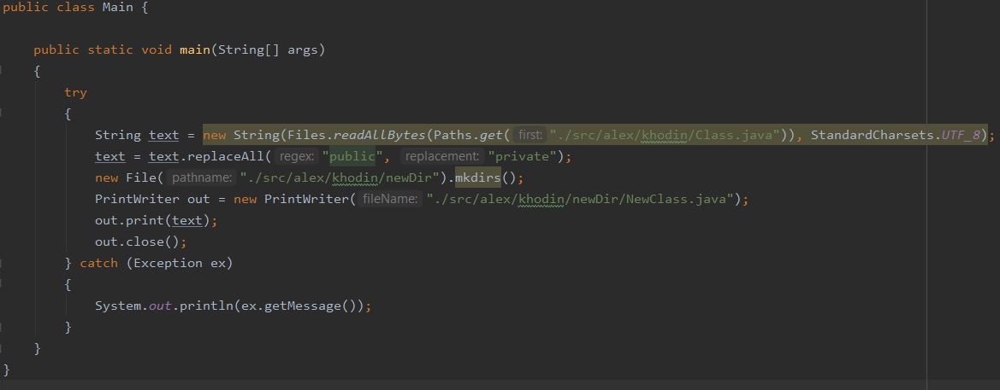 public class Main {
public static void main(String[] args)
{
try
{
String text = new String(Files.readAllBytes(Paths.get( first: "./src/alex/khodin/Class.java")), StandardCharsets.UTF_8);
text = text.replaceAll( regex: "public", replacement: "private");
new File( pathname: "./src/alex/khodin/newDir").mkdirs();
PrintWriter out = new PrintWriter( fileName: "./src/alex/khodin/newDir/NewClass.java");
out.print(text);
out.close();
} catch (Exception ex)
{
System.out.println(ex.getMessage());
}
}
}